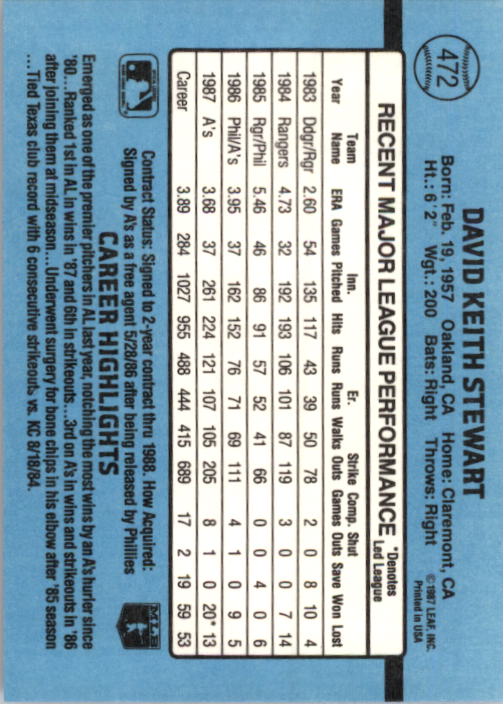 472
DAVID KEITH STEWART
Born: Feb. 19, 1957 Oakland, CA Home: Claremont, CA
Ht.: 6' 2" Wgt.: 200 Bats: Right Throws: Right
©1987 LEAF, INC.
Printed in USA
RECENT MAJOR LEAGUE PERFORMANCE *Denotes Led League
Inn. Er. Strike Comp. Shut
Year Team Name ERA Games Pitched Hits Runs Runs Walks Outs Games Outs Save Won Lost
1983 Ddgr/Rgr 2.60 54 135 117 43 39 50 78 2 0 8 10 4
1984 Rangers 4.73 32 192 193 106 101 87 119 3 0 0 7 14
1985 Rgr/Phil 5.46 46 86 91 57 52 41 66 0 0 4 0 6
1986 Phil/A's 3.95 37 162 152 76 71 69 111 4 1 0 9 5
1987 A's 3.68 37 261 224 121 107 105 205 8 1 0 20* 13
Career 3.89 284 1027 955 488 444 415 689 17 2 19 59 53
Contract Status: Signed to 2-year contract thru 1988. How Acquired:
Signed by A's as a free agent 5/28/86 after being released by Phillies
MLB
CAREER HIGHLIGHTS
Emerged as one of the premier pitchers in AL last year, notching the most wins by an A's hurler since
'80...Ranked 1st in AL in wins in '87 and 6th in strikeouts...3rd on A's in wins and strikeouts in '86
after joining them at midseason...Underwent surgery for bone chips in his elbow after '85 season
...Tied Texas club record with 6 consecutive strikeouts vs. KC 8/18/84.